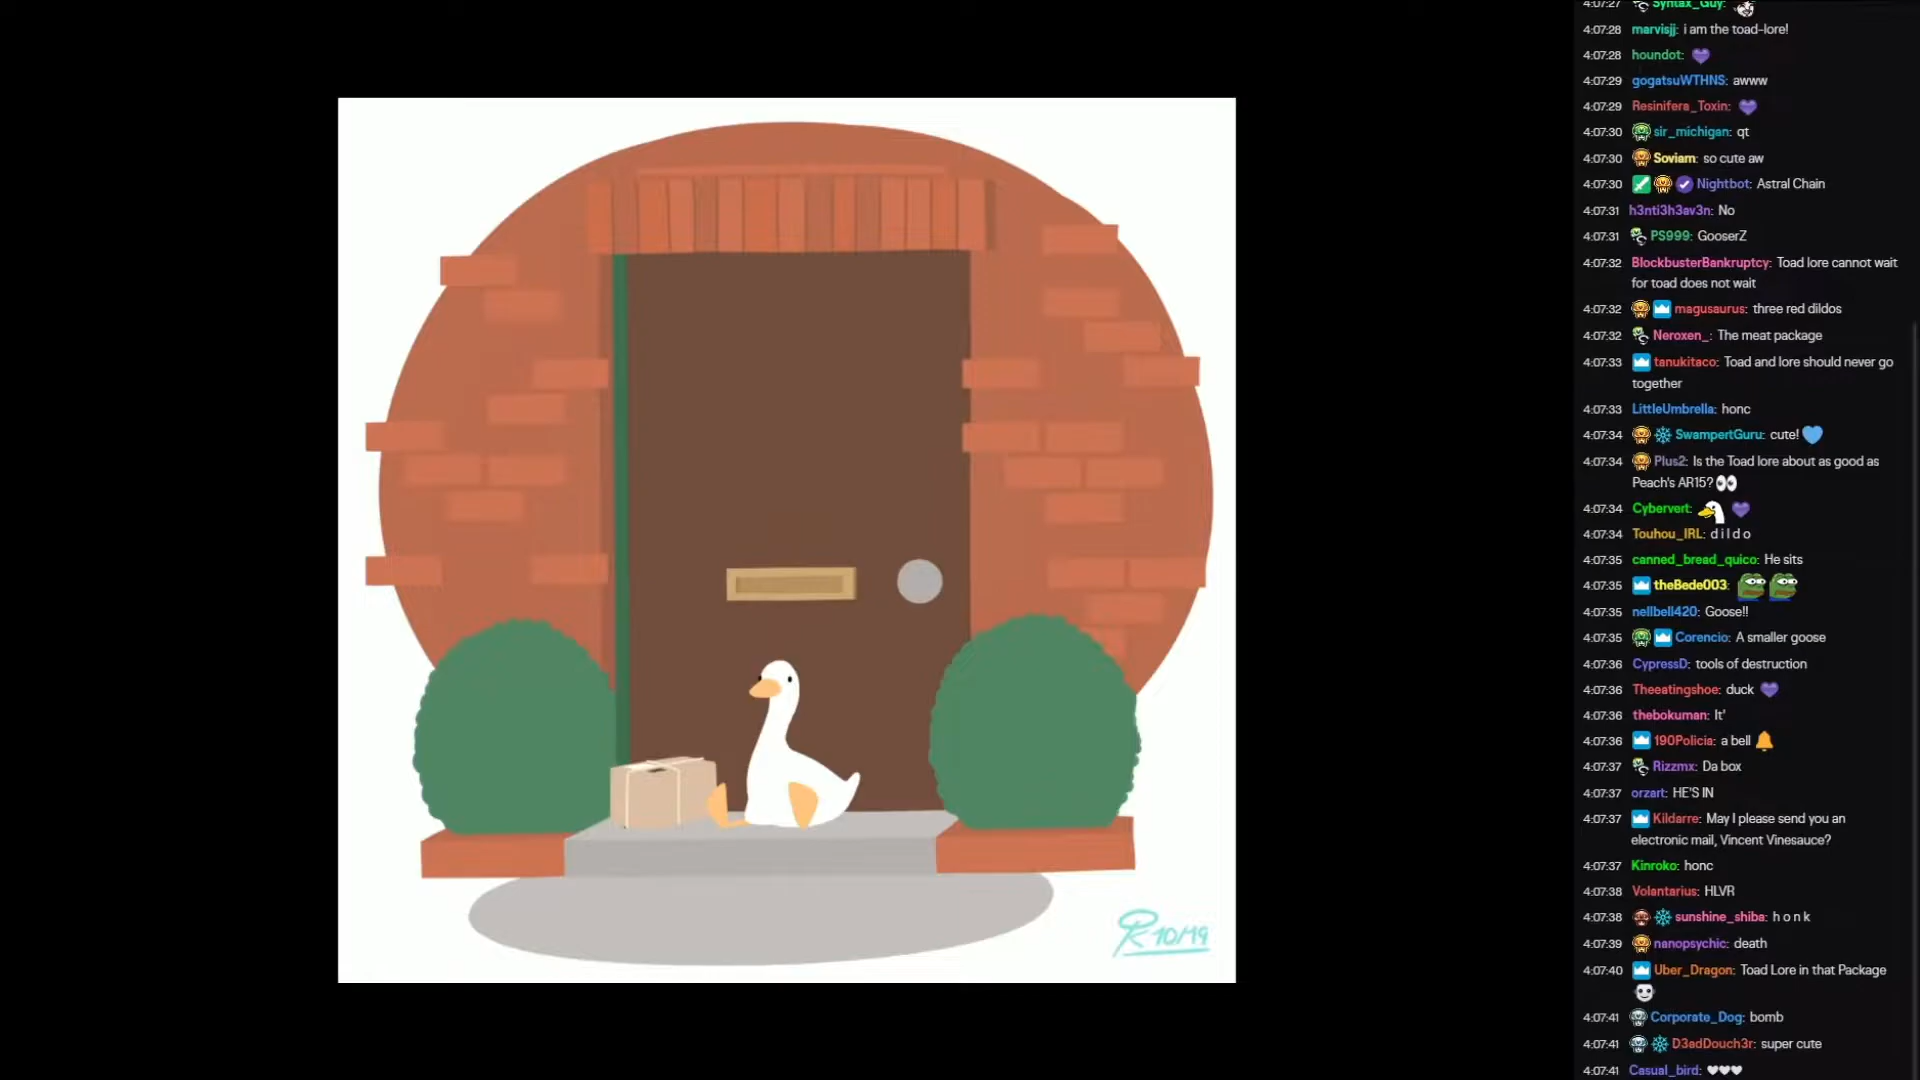 4:07:27 Syntax_Guy:
4:07:28 marvisjj: i am the toad-lore!
4:07:28 houndot:
4:07:29 gogatsuWTHNS: awww
4:07:29 Resinifera_Toxin:
4:07:30 sir_michigan: qt
4:07:30 Soviam: so cute aw
4:07:30 Nightbot: Astral Chain
4:07:31 h3nti3h3av3n: No
4:07:31 PS999: GooserZ
4:07:32 BlockbusterBankruptcy: Toad lore cannot wait
for toad does not wait
4:07:32 magusaurus: three red dildos
4:07:32 Neroxen_: The meat package
4:07:33 tanukitaco: Toad and lore should never go
together
4:07:33 LittleUmbrella: honc
4:07:34 SwampertGuru: cute!
4:07:34 Plus2: Is the Toad lore about as good as
Peach's AR15?
4:07:34 Cybervert:
4:07:34 Touhou_IRL: d i l d o
4:07:35 canned_bread_quico: He sits
4:07:35 theBede003:
4:07:35 nellbell420: Goose!!
4:07:35 Corencio: A smaller goose
4:07:36 CypressD: tools of destruction
4:07:36 Theeatingshoe: duck
4:07:36 thebokuman: It'
4:07:36 190Policia: a bell
4:07:37 Rizzmx: Da box
4:07:37 orzart: HE'S IN
4:07:37 Kildarre: May I please send you an
electronic mail, Vincent Vinesauce?
4:07:37 Kinroko: honc
4:07:38 Volantarius: HLVR
4:07:38 sunshine_shiba: h o n k
4:07:39 nanopsychic: death
4:07:40 Uber_Dragon: Toad Lore in that Package
4:07:41 Corporate_Dog: bomb
4:07:41 D3adDouch3r: super cute
4:07:41 Casual_bird:
10/19